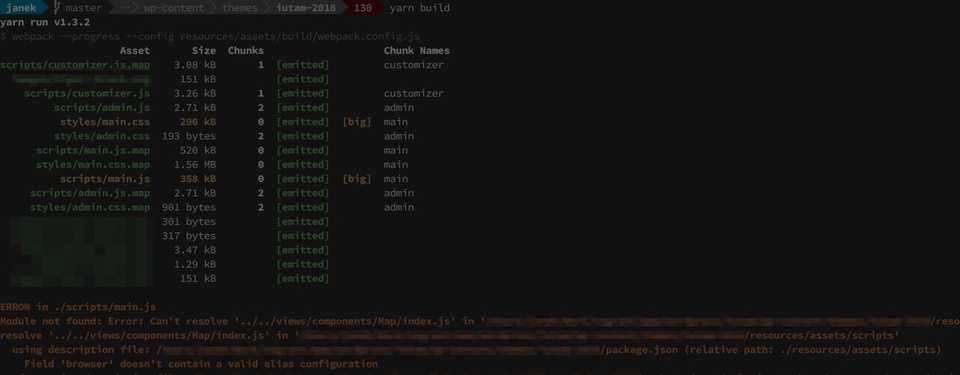 janek master ··· wp-content themes iutam-2018 130 yarn build
yarn run v1.3.2
$ webpack --progress --config resources/assets/build/webpack.config.js
Asset Size Chunks Chunk Names
scripts/customizer.js.map 3.08 kB 1 [emitted] customizer
151 kB [emitted]
scripts/customizer.js 3.26 kB 1 [emitted] customizer
scripts/admin.js 2.71 kB 2 [emitted] admin
styles/main.css 290 kB 0 [emitted] [big] main
styles/admin.css 193 bytes 2 [emitted] admin
scripts/main.js.map 520 kB 0 [emitted] main
styles/main.css.map 1.56 MB 0 [emitted] main
scripts/main.js 358 kB 0 [emitted] [big] main
scripts/admin.js.map 2.71 kB 2 [emitted] admin
styles/admin.css.map 901 bytes 2 [emitted] admin
301 bytes [emitted]
317 bytes [emitted]
3.47 kB [emitted]
1.29 kB [emitted]
151 kB [emitted]
ERROR in ./scripts/main.js
Module not found: Error: Can't resolve '../../views/components/Map/index.js' in ' /reso
resolve '../../views/components/Map/index.js' in ' /resources/assets/scripts'
using description file: / /package.json (relative path: ./resources/assets/scripts)
Field 'browser' doesn't contain a valid alias configuration